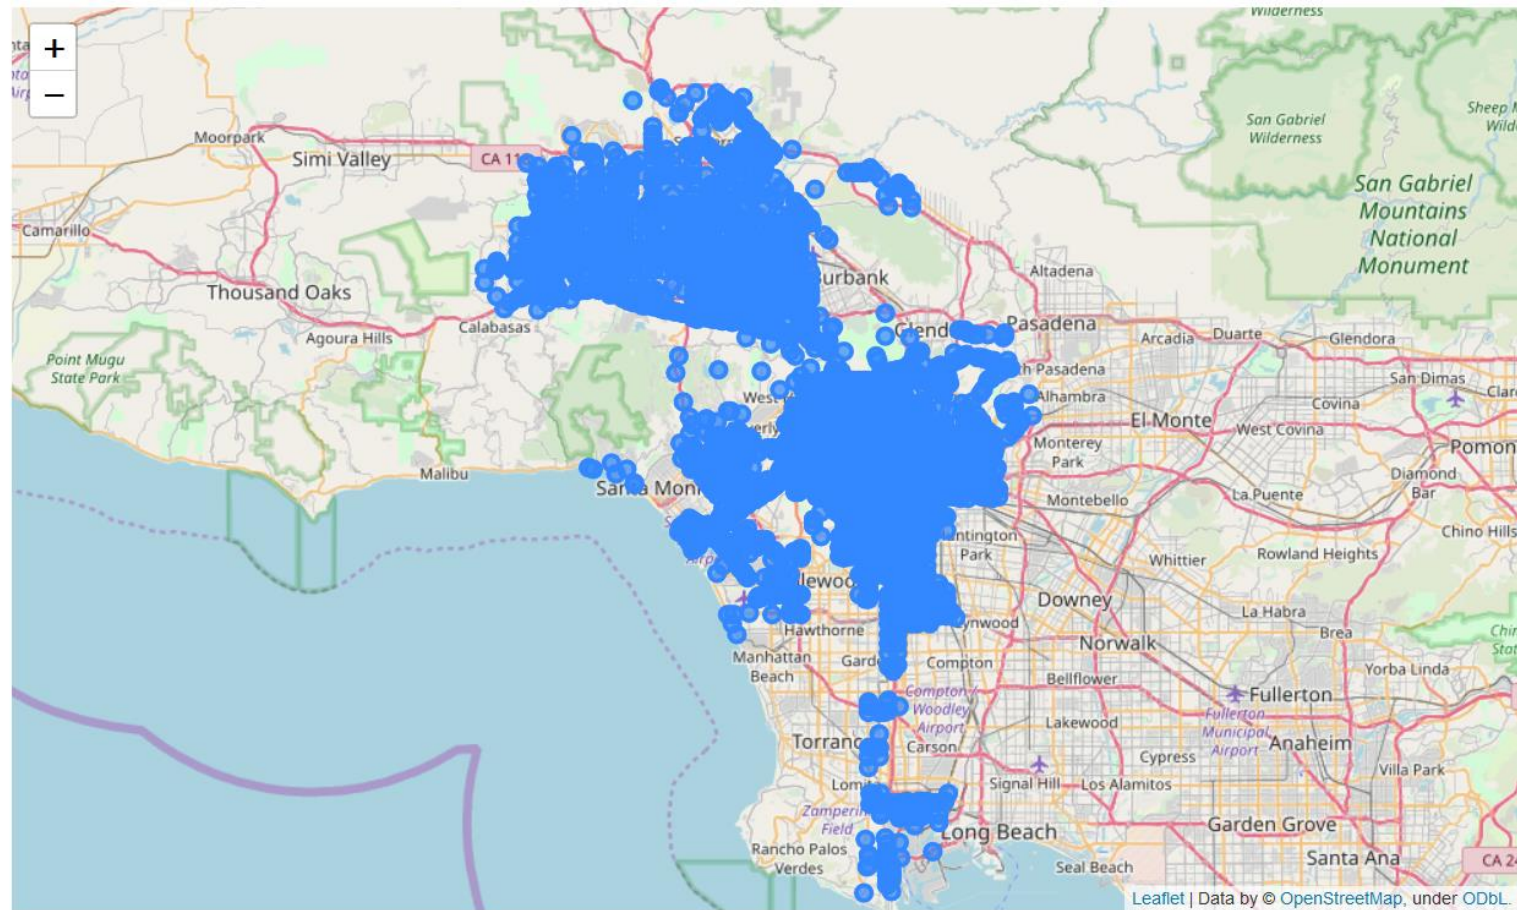 Wilderness
+
−
San Gabriel
Wilderness
Moorpark
Simi Valley
CA 11
San Gabriel
Mountains
National
Monument
Camarillo
Altadena
Thousand Oaks
Calabasas
Agoura Hills
Pasadena
Arcadia
Duarte
Glendora
Point Mugu
State Park
Glend
San Dimas
Alhambra
Covina
El Monte
West Covina
Monterey
Park
Pomon
Malibu
Diamond
Bar
La Puente
Montebello
Chino Hills
Park
Whittier
Rowland Heights
Downey
La Habra
Hawthorne
Brea
Norwalk
Manhattan
Beach
Compton
Yorba Linda
Bellflower
Fullerton
Compton /
Woodley
Airport
Lakewood
Fullerton
Municipal
Airport
Anaheim
Torranc
Carson
Cypress
Villa Park
Signal Hill
Los Alamitos
Field
Long Beach
Garden Grove
Rancho Palos
Verdes
Seal Beach
Santa Ana
Leaflet | Data by © OpenStreetMap, under ODbL.